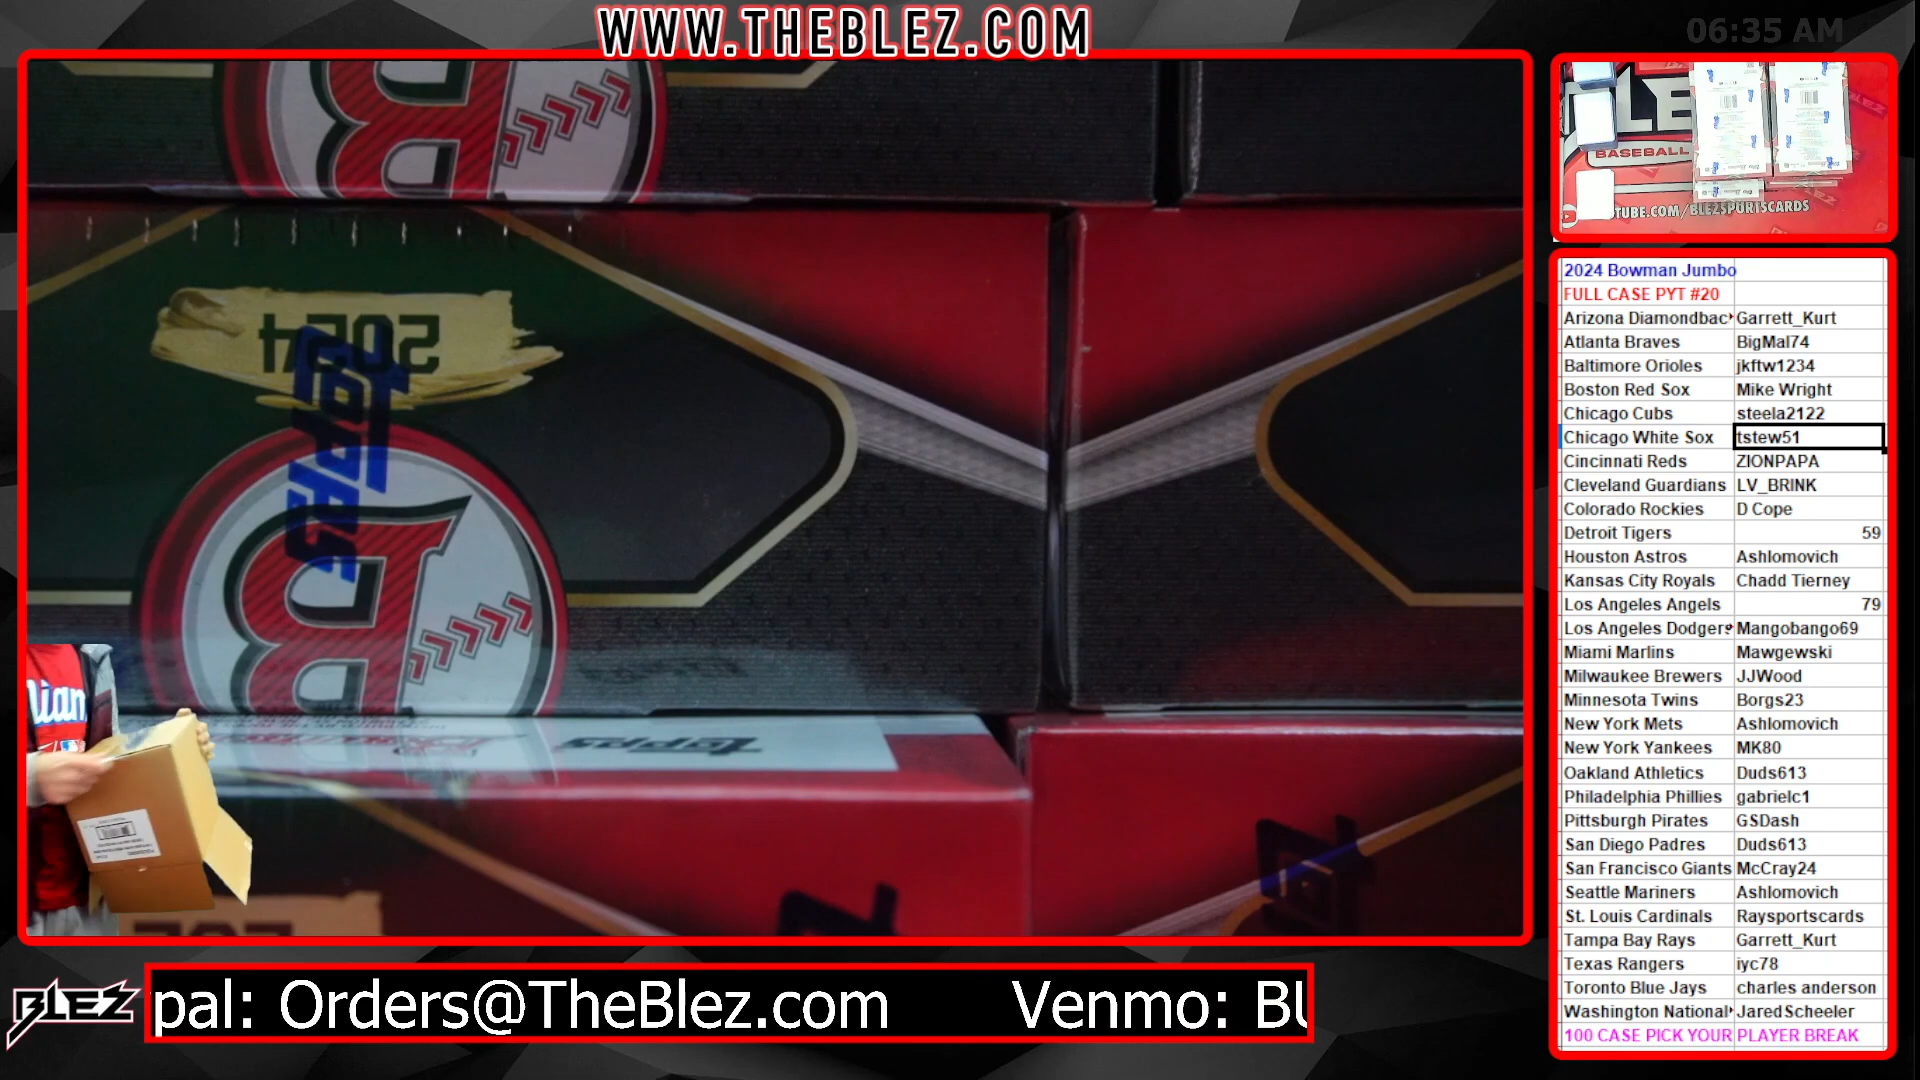 WWW.THEBLEZ.COM
06:35 AM
2024
TOPPS
B
B
TOPPS
BASEBALL
TUBE.COM/BLEZSPORTSCARDS
2024 Bowman Jumbo
FULL CASE PYT #20
Arizona Diamondbac Garrett_Kurt
Atlanta Braves BigMal74
Baltimore Orioles jkftw1234
Boston Red Sox Mike Wright
Chicago Cubs steela2122
Chicago White Sox tstew51
Cincinnati Reds ZIONPAPA
Cleveland Guardians LV_BRINK
Colorado Rockies D Cope
Detroit Tigers 59
Houston Astros Ashlomovich
Kansas City Royals Chadd Tierney
Los Angeles Angels 79
Los Angeles Dodgers Mangobango69
Miami Marlins Mawgewski
Milwaukee Brewers JJWood
Minnesota Twins Borgs23
New York Mets Ashlomovich
New York Yankees MK80
Oakland Athletics Duds613
Philadelphia Phillies gabrielc1
Pittsburgh Pirates GSDash
San Diego Padres Duds613
San Francisco Giants McCray24
Seattle Mariners Ashlomovich
St. Louis Cardinals Raysportscards
Tampa Bay Rays Garrett_Kurt
Texas Rangers iyc78
Toronto Blue Jays charles anderson
Washington National JaredScheeler
100 CASE PICK YOUR PLAYER BREAK
BLEZ
pal: Orders@TheBlez.com Venmo: Bl